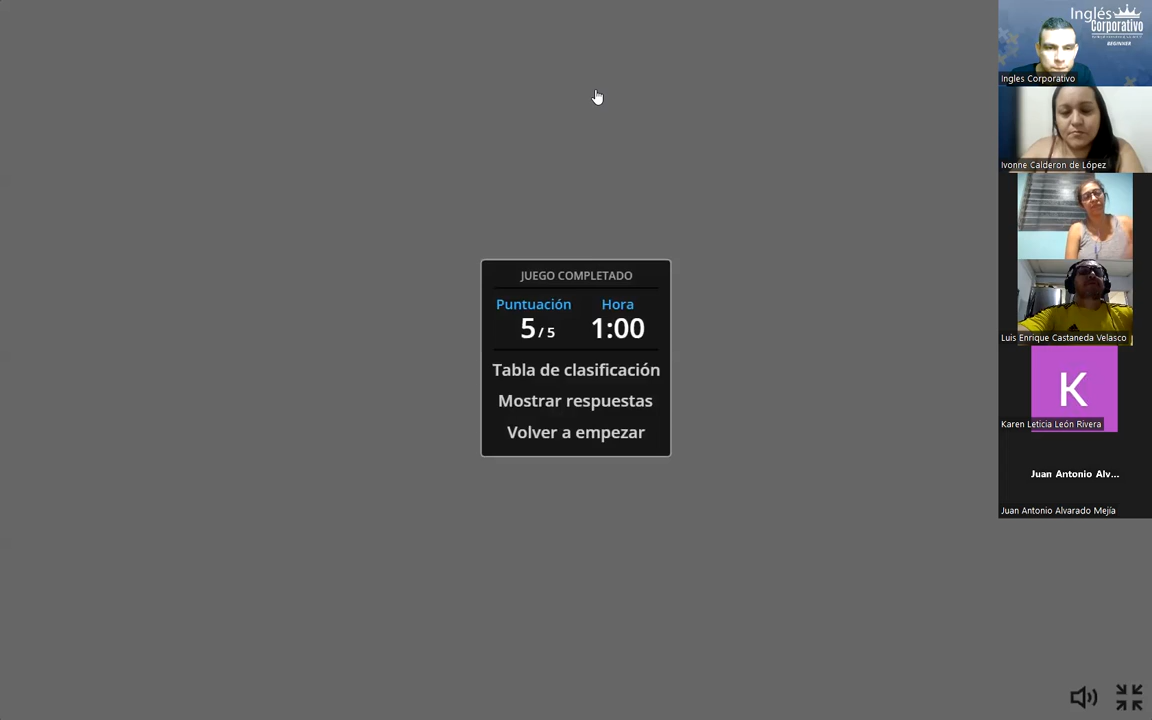 Inglés
Corporativo
BEGINNER
Ingles Corporativo
Ivonne Calderon de López
JUEGO COMPLETADO
Puntuación Hora
5 / 5 1:00
Tabla de clasificación
Mostrar respuestas
Volver a empezar
Luis Enrique Castaneda Velasco
K
Karen Leticia León Rivera
Juan Antonio Alv...
Juan Antonio Alvarado Mejía